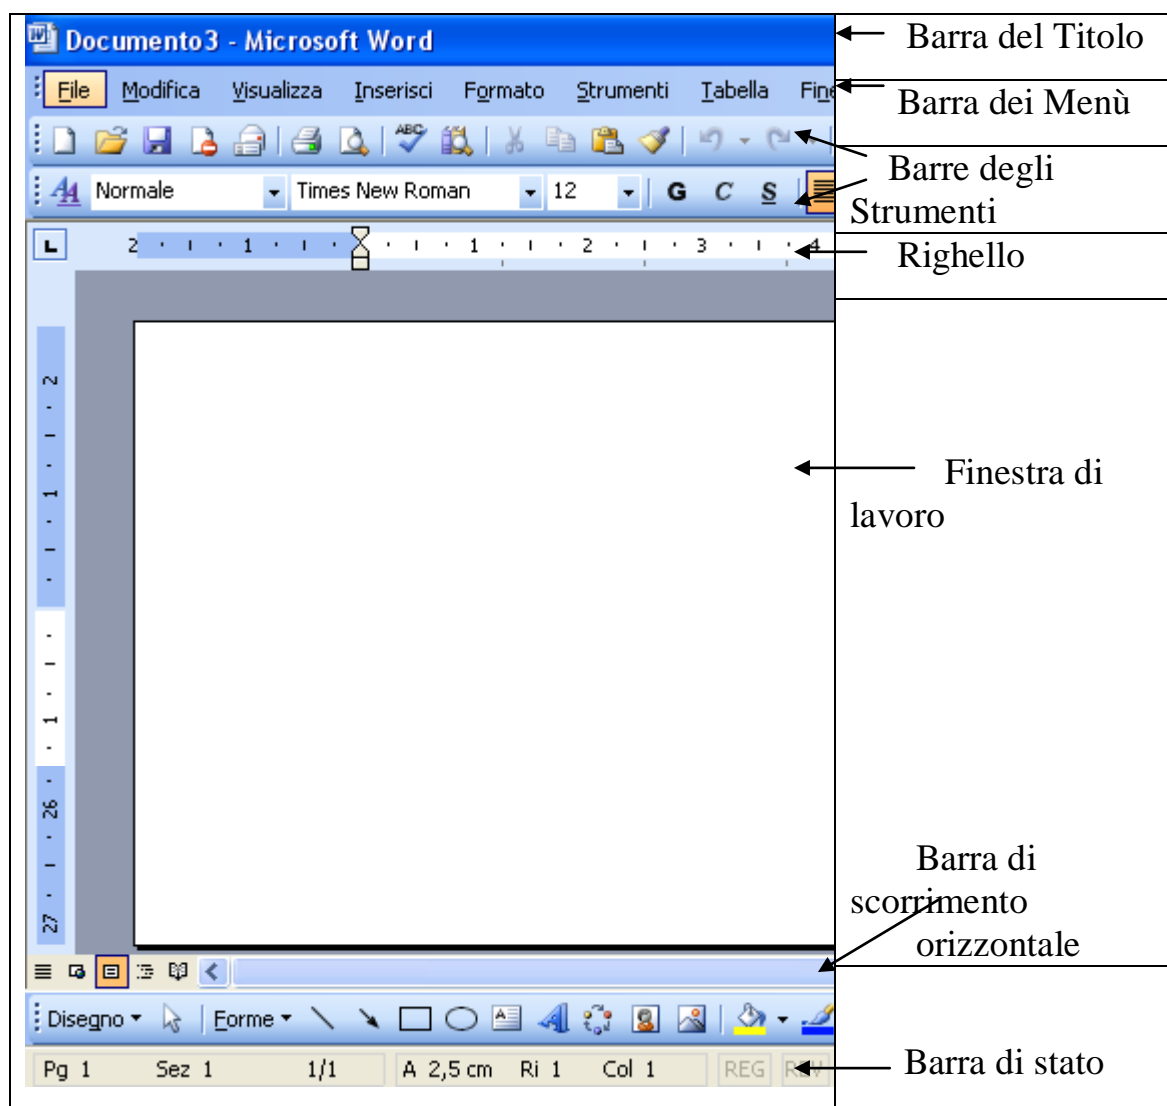 Documento3 - Microsoft Word
Barra del Titolo
File Modifica Visualizza Inserisci Formato Strumenti Tabella
Barra dei Menù
ABC
Barre degli
Strumenti
Normale Times New Roman 12 G C S
L 2 1 1 2 3 4
Righello
2
1
Finestra di
lavoro
1
26
27
Barra di
scorrimento
orizzontale
Disegno Forme
Pg 1 Sez 1 1/1 A 2,5 cm Ri 1 Col 1 REG REV
Barra di stato